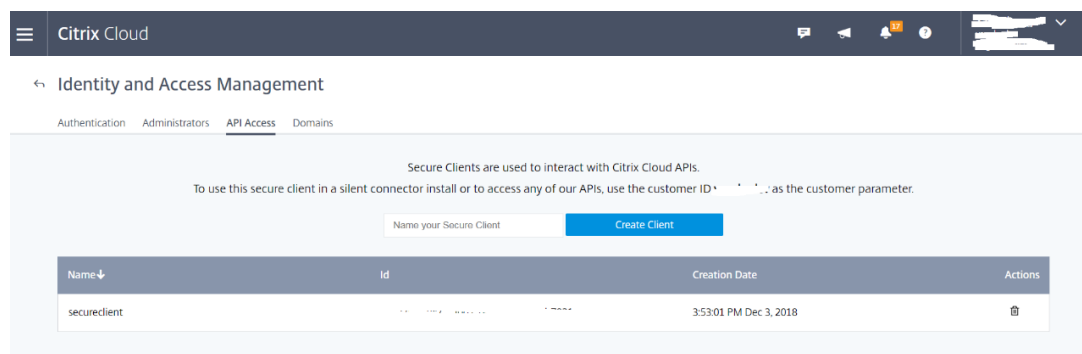 Citrix Cloud
17
?
Identity and Access Management
Authentication Administrators API Access Domains
Secure Clients are used to interact with Citrix Cloud APIs.
To use this secure client in a silent connector install or to access any of our APIs, use the customer ID as the customer parameter.
Name your Secure Client Create Client
Name Id Creation Date Actions
secureclient 3:53:01 PM Dec 3, 2018